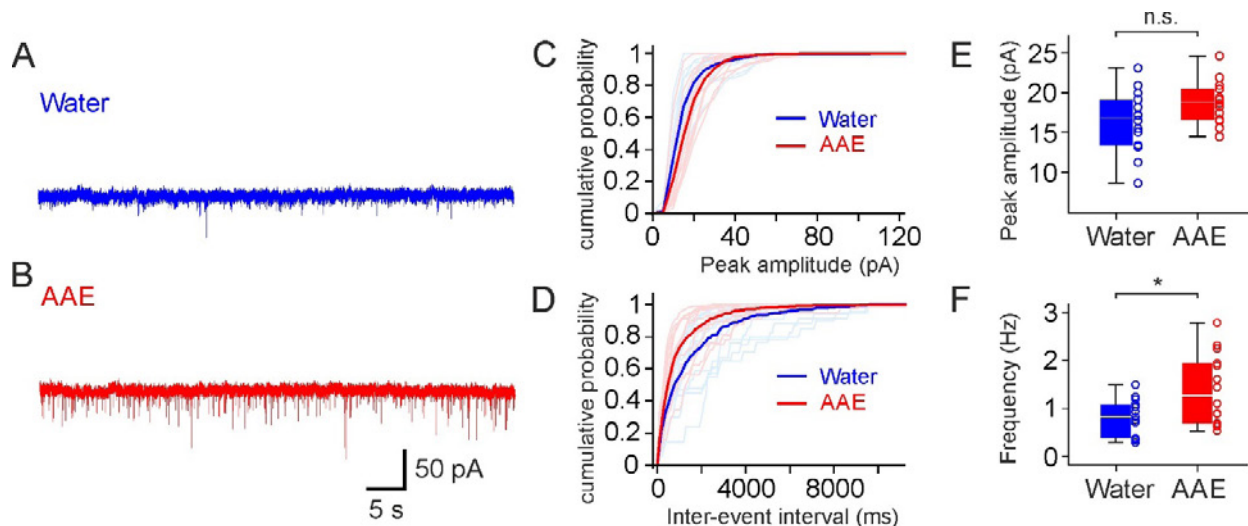 A
Water
B
AAE
50 pA
5 s
C
cumulative probability
1
0.8
0.6
0.4
0.2
0
Water
AAE
0 40 80 120
Peak amplitude (pA)
D
cumulative probability
1
0.8
0.6
0.4
0.2
0
Water
AAE
0 4000 8000
Inter-event interval (ms)
E
n.s.
Peak amplitude (pA)
25
20
15
10
Water AAE
F
*
Frequency (Hz)
3
2
1
0
Water AAE